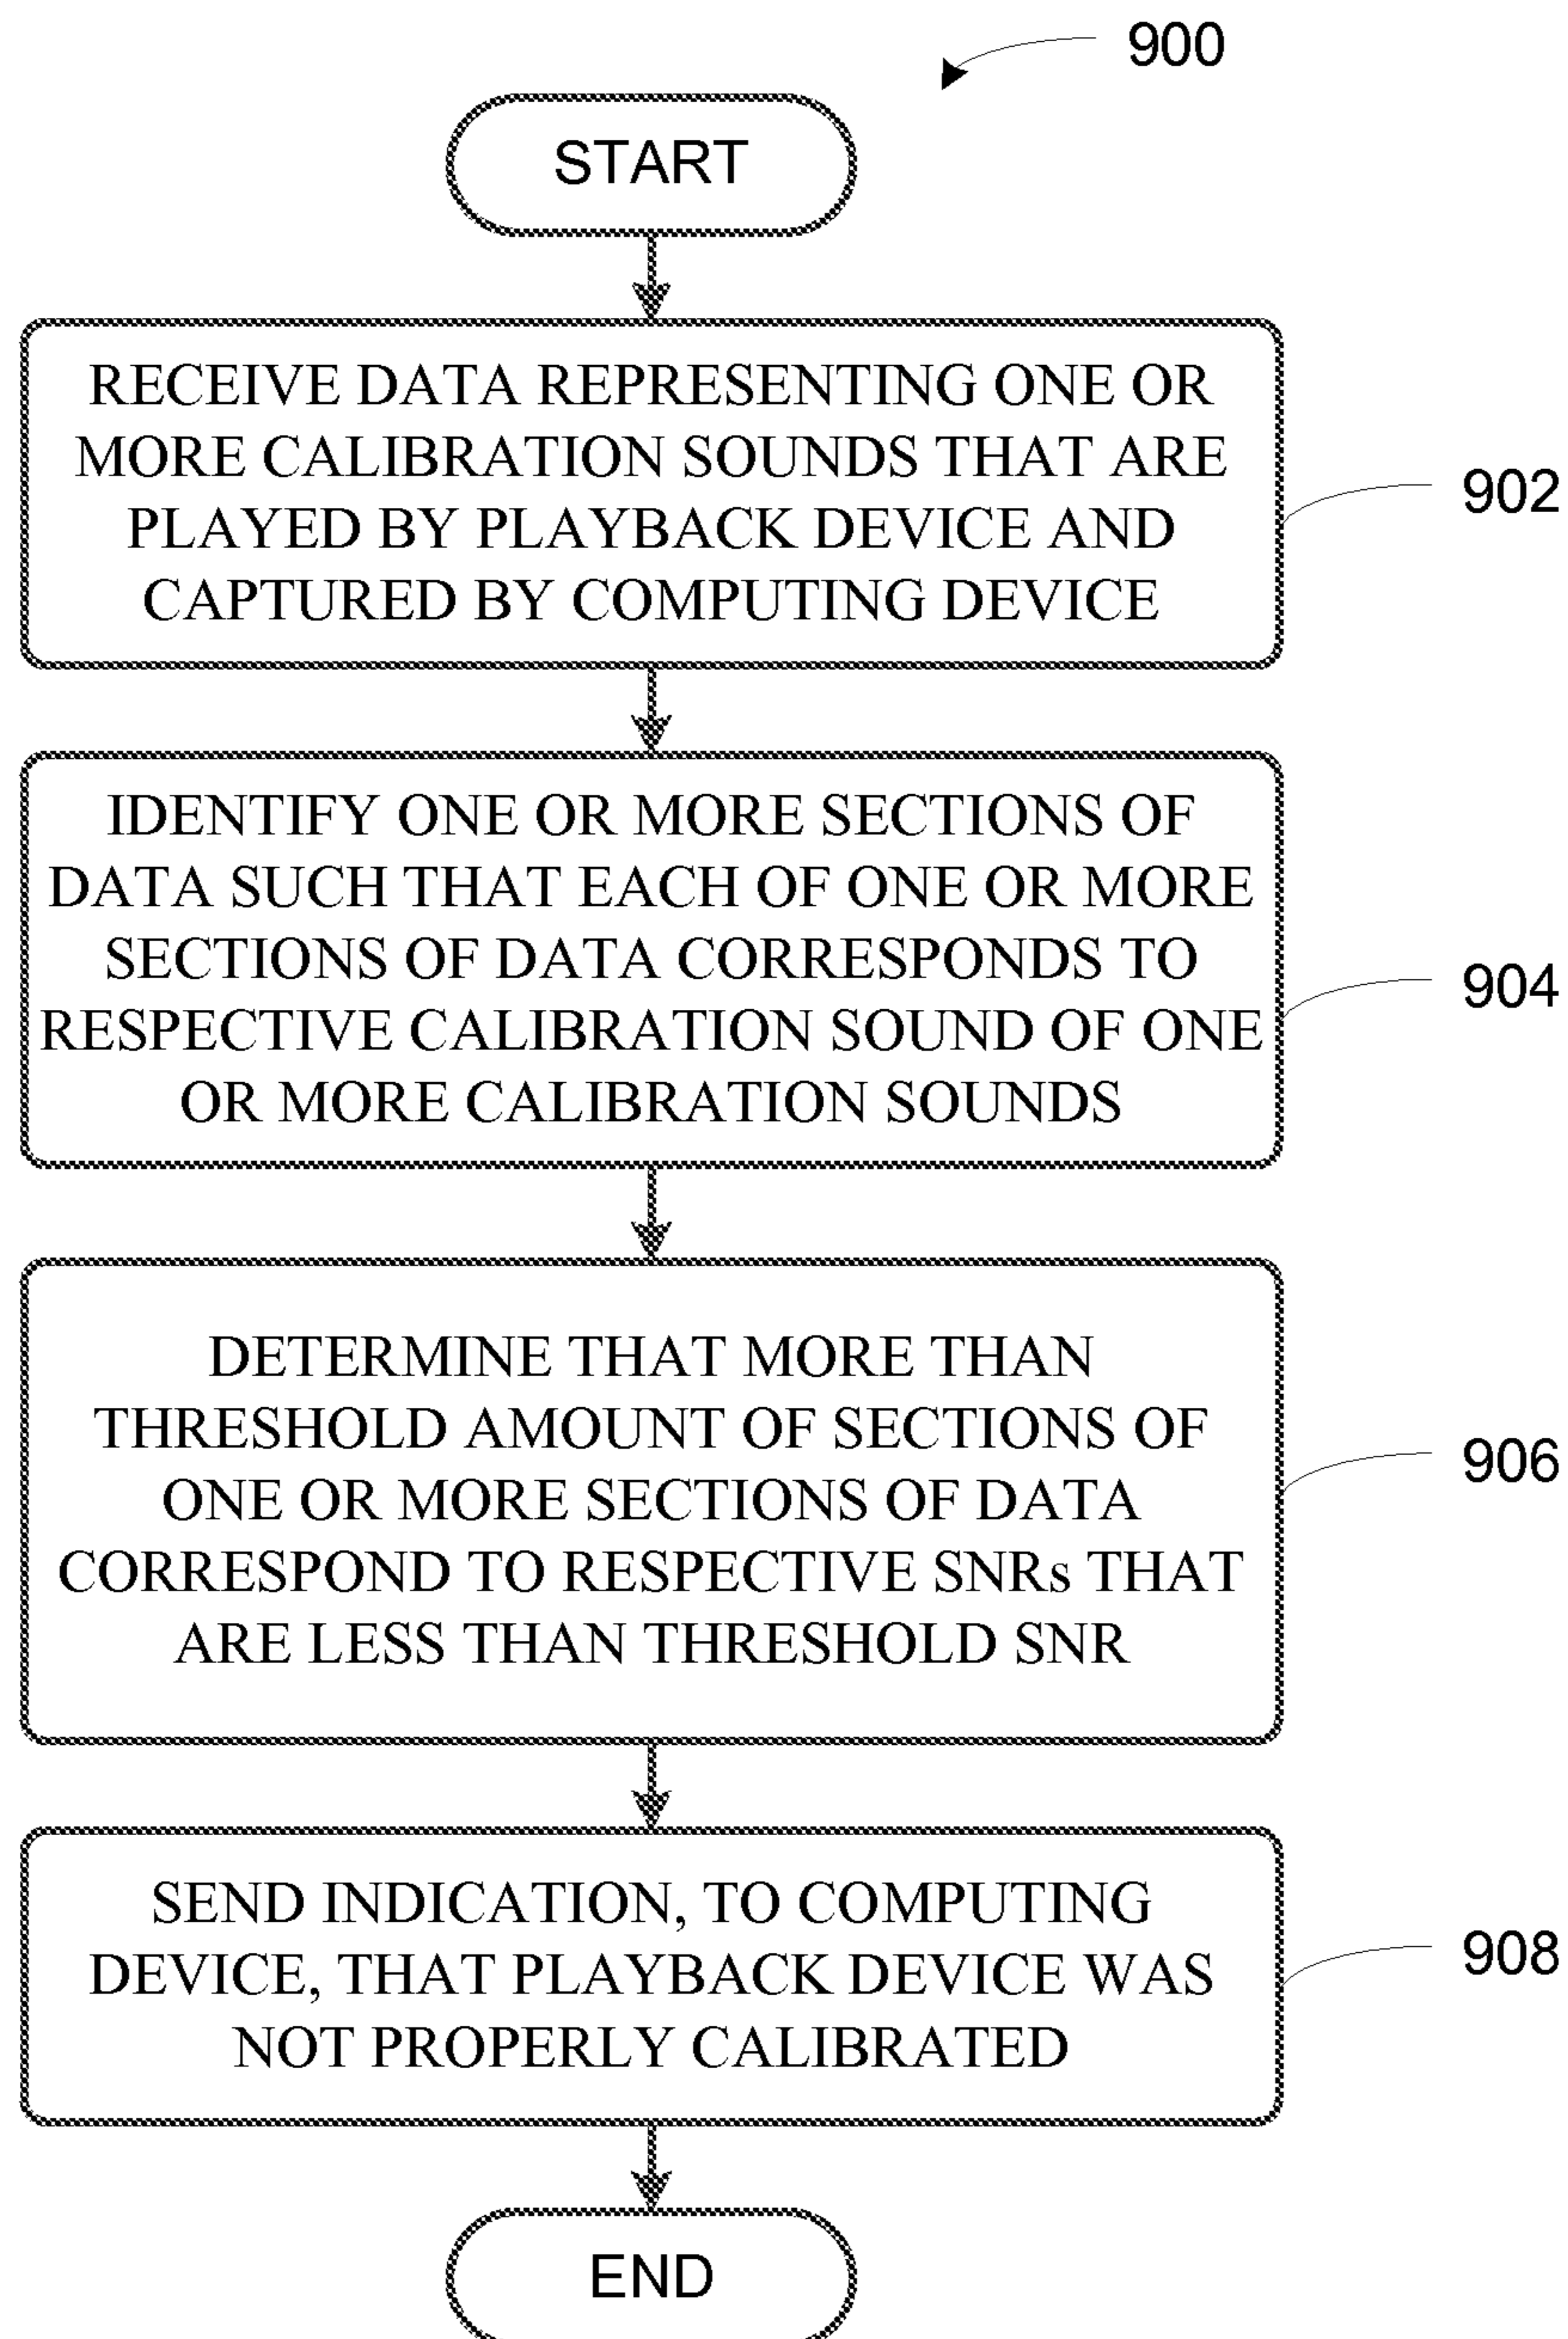 900
START
RECEIVE DATA REPRESENTING ONE OR
MORE CALIBRATION SOUNDS THAT ARE
PLAYED BY PLAYBACK DEVICE AND
CAPTURED BY COMPUTING DEVICE
902
IDENTIFY ONE OR MORE SECTIONS OF
DATA SUCH THAT EACH OF ONE OR MORE
SECTIONS OF DATA CORRESPONDS TO
RESPECTIVE CALIBRATION SOUND OF ONE
OR MORE CALIBRATION SOUNDS
904
DETERMINE THAT MORE THAN
THRESHOLD AMOUNT OF SECTIONS OF
ONE OR MORE SECTIONS OF DATA
CORRESPOND TO RESPECTIVE SNRs THAT
ARE LESS THAN THRESHOLD SNR
906
SEND INDICATION, TO COMPUTING
DEVICE, THAT PLAYBACK DEVICE WAS
NOT PROPERLY CALIBRATED
908
END